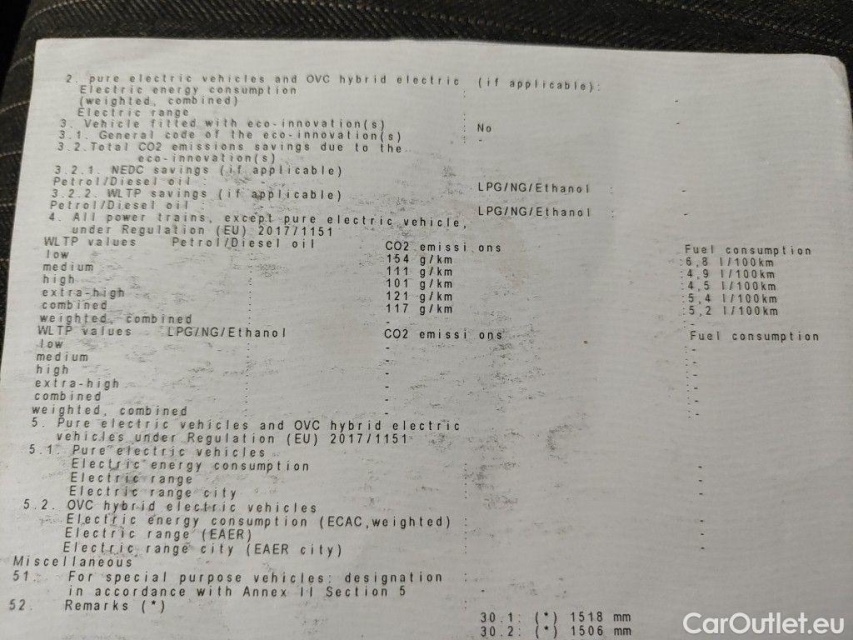 2. pure electric vehicles and OVC hybrid electric (if applicable):
Electric energy consumption : -
(weighted, combined)
Electric range : -
3. Vehicle fitted with eco-innovation(s) : No
3.1. General code of the eco-innovation(s) : -
3.2.Total CO2 emissions savings due to the
eco-innovation(s)
3.2.1. NEDC savings (if applicable)
Petrol/Diesel oil : - LPG/NG/Ethanol : -
3.2.2. WLTP savings (if applicable)
Petrol/Diesel oil : - LPG/NG/Ethanol : -
4. All power trains, except pure electric vehicle,
under Regulation (EU) 2017/1151
WLTP values Petrol/Diesel oil CO2 emissions Fuel consumption
low : 154 g/km :6,8 l/100km
medium : 111 g/km :4,9 l/100km
high : 101 g/km :4,5 l/100km
extra-high : 121 g/km :5,4 l/100km
combined : 117 g/km :5,2 l/100km
weighted, combined : - :-
WLTP values LPG/NG/Ethanol CO2 emissions Fuel consumption
low : - :-
medium : - :-
high : - :-
extra-high : - :-
combined : - :-
weighted, combined : - :-
5. Pure electric vehicles and OVC hybrid electric
vehicles under Regulation (EU) 2017/1151
5.1. Pure electric vehicles
Electric energy consumption : -
Electric range : -
Electric range city : -
5.2. OVC hybrid electric vehicles
Electric energy consumption (ECAC,weighted) : -
Electric range (EAER) : -
Electric range city (EAER city) : -
Miscellaneous
51. For special purpose vehicles: designation
in accordance with Annex II Section 5 : -
52. Remarks (*) :
30.1: (*) 1518 mm
30.2: (*) 1506 mm
CarOutlet.eu